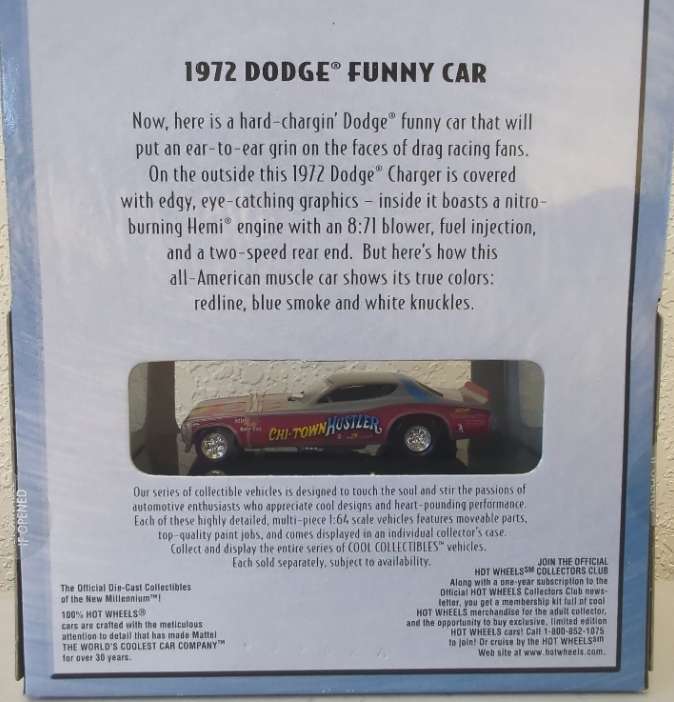 1972 DODGE® FUNNY CAR
Now, here is a hard-chargin' Dodge® funny car that will
put an ear-to-ear grin on the faces of drag racing fans.
On the outside this 1972 Dodge® Charger is covered
with edgy, eye-catching graphics – inside it boasts a nitro-
burning Hemi® engine with an 8:71 blower, fuel injection,
and a two-speed rear end. But here's how this
all-American muscle car shows its true colors:
redline, blue smoke and white knuckles.
CHI-TOWN HUSTLER
Our series of collectible vehicles is designed to touch the soul and stir the passions of
automotive enthusiasts who appreciate cool designs and heart-pounding performance.
Each of these highly detailed, multi-piece 1:64 scale vehicles features moveable parts,
top-quality paint jobs, and comes displayed in an individual collector's case.
Collect and display the entire series of COOL COLLECTIBLES™ vehicles.
Each sold separately, subject to availability.
IF OPENED
The Official Die-Cast Collectibles
of the New Millennium™!
100% HOT WHEELS®
cars are crafted with the meticulous
attention to detail that has made Mattel
THE WORLD'S COOLEST CAR COMPANY™
for over 30 years.
JOIN THE OFFICIAL
HOT WHEELS℠ COLLECTORS CLUB
Along with a one-year subscription to the
Official HOT WHEELS Collectors Club news-
letter, you get a membership kit full of cool
HOT WHEELS merchandise for the adult collector,
and the opportunity to buy exclusive, limited edition
HOT WHEELS cars! Call 1-800-852-1075
to join! Or cruise by the HOT WHEELS℠
Web site at www.hotwheels.com.